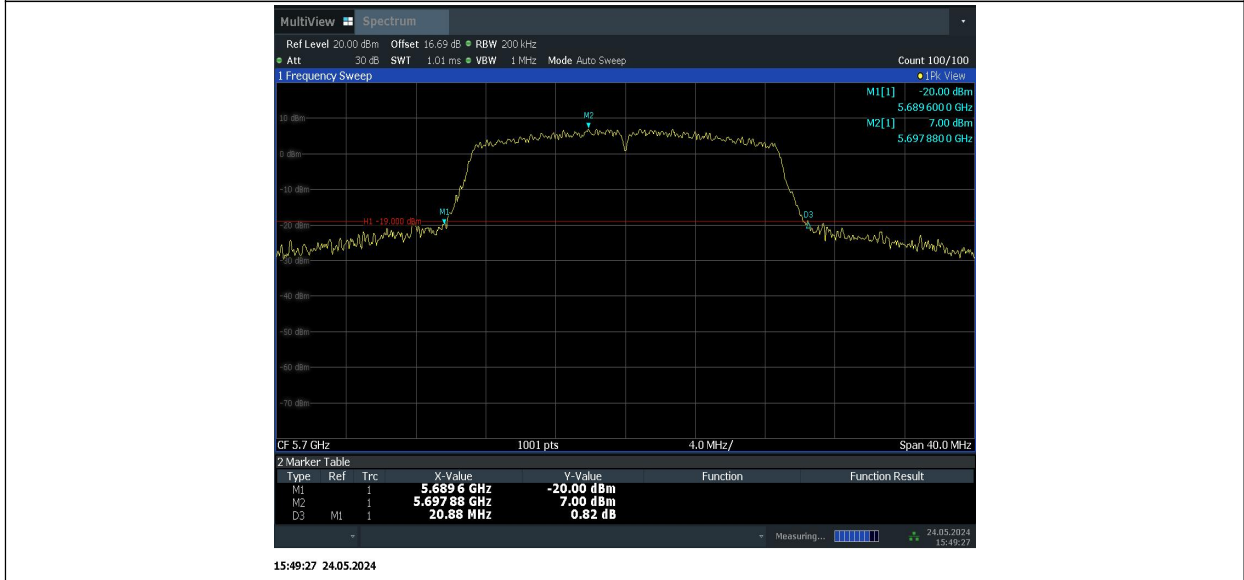 MultiView Spectrum
Ref Level 20.00 dBm Offset 16.69 dB RBW 200 kHz
Att 30 dB SWT 1.01 ms VBW 1 MHz Mode Auto Sweep Count 100/100
1 Frequency Sweep 1Pk View
M1[1] -20.00 dBm
5.689 600 0 GHz
M2[1] 7.00 dBm
5.697 880 0 GHz
M2
10 dBm
0 dBm
-10 dBm
M1
D3
H1 -19.000 dBm
-20 dBm
-30 dBm
-40 dBm
-50 dBm
-60 dBm
-70 dBm
CF 5.7 GHz 1001 pts 4.0 MHz/ Span 40.0 MHz
2 Marker Table
Type Ref Trc X-Value Y-Value Function Function Result
M1 1 5.689 6 GHz -20.00 dBm
M2 1 5.697 88 GHz 7.00 dBm
D3 M1 1 20.88 MHz 0.82 dB
Measuring... 24.05.2024
15:49:27
15:49:27 24.05.2024